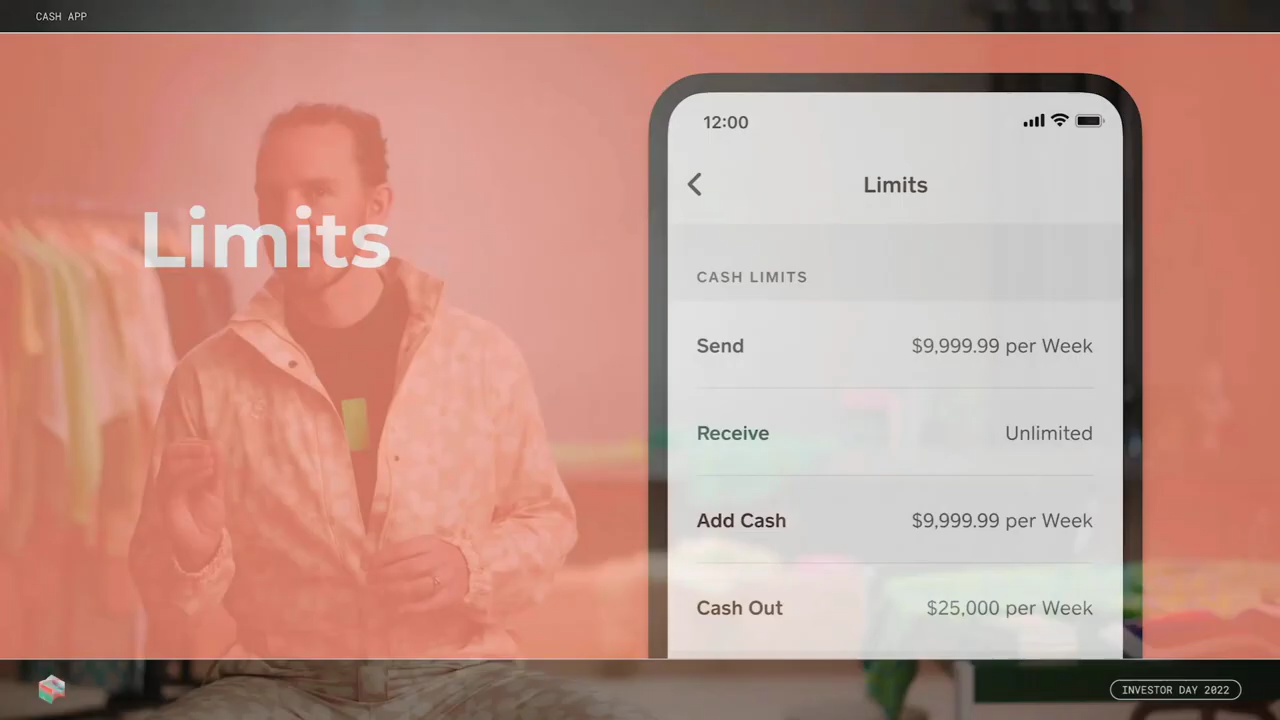 CASH APP
Limits
12:00
Limits
CASH LIMITS
Send $9,999.99 per Week
Receive Unlimited
Add Cash $9,999.99 per Week
Cash Out $25,000 per Week
INVESTOR DAY 2022